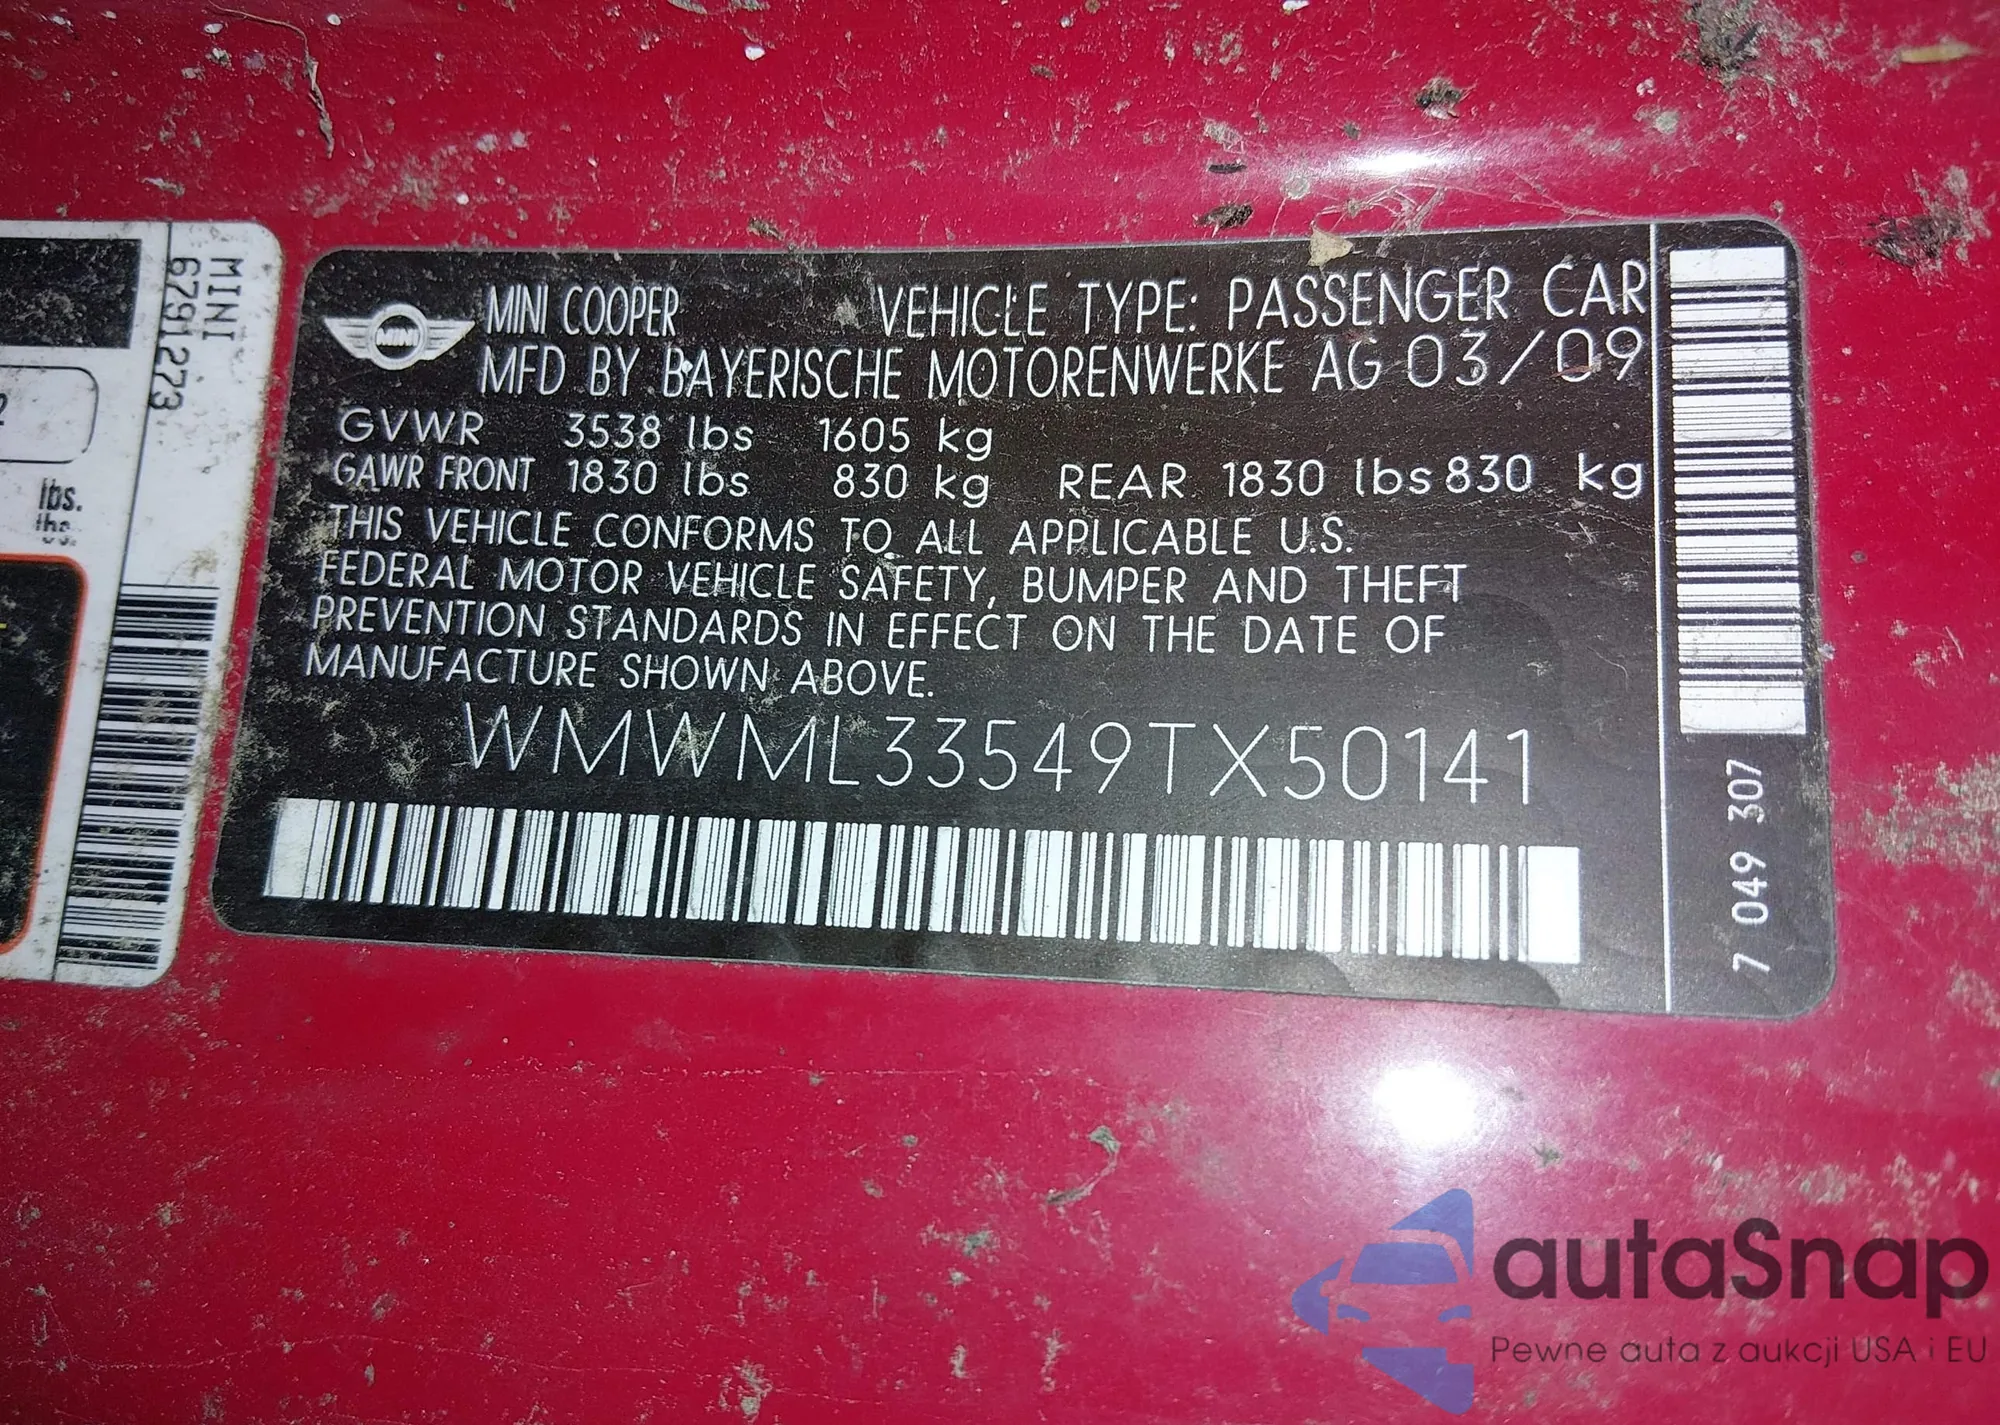 MINI
6791273
2
lbs.
lbs.
MINI
MINI COOPER VEHICLE TYPE: PASSENGER CAR
MFD BY BAYERISCHE MOTORENWERKE AG 03/09
GVWR 3538 lbs 1605 kg
GAWR FRONT 1830 lbs 830 kg REAR 1830 lbs 830 kg
THIS VEHICLE CONFORMS TO ALL APPLICABLE U.S.
FEDERAL MOTOR VEHICLE SAFETY, BUMPER AND THEFT
PREVENTION STANDARDS IN EFFECT ON THE DATE OF
MANUFACTURE SHOWN ABOVE.
WMWML33549TX50141
7 049 307
autaSnap
Pewne auta z aukcji USA i EU